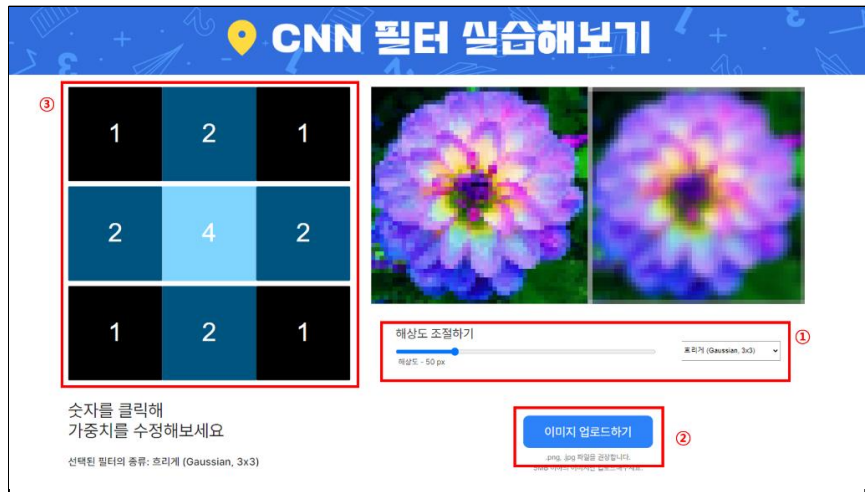 CNN 필터 실습해보기
③
1 2 1
2 4 2
1 2 1
해상도 조절하기
해상도 - 50 px
흐리게 (Gaussian, 3x3)
①
숫자를 클릭해
가중치를 수정해보세요
선택된 필터의 종류: 흐리게 (Gaussian, 3x3)
이미지 업로드하기
②
.png, .jpg 파일을 권장합니다.